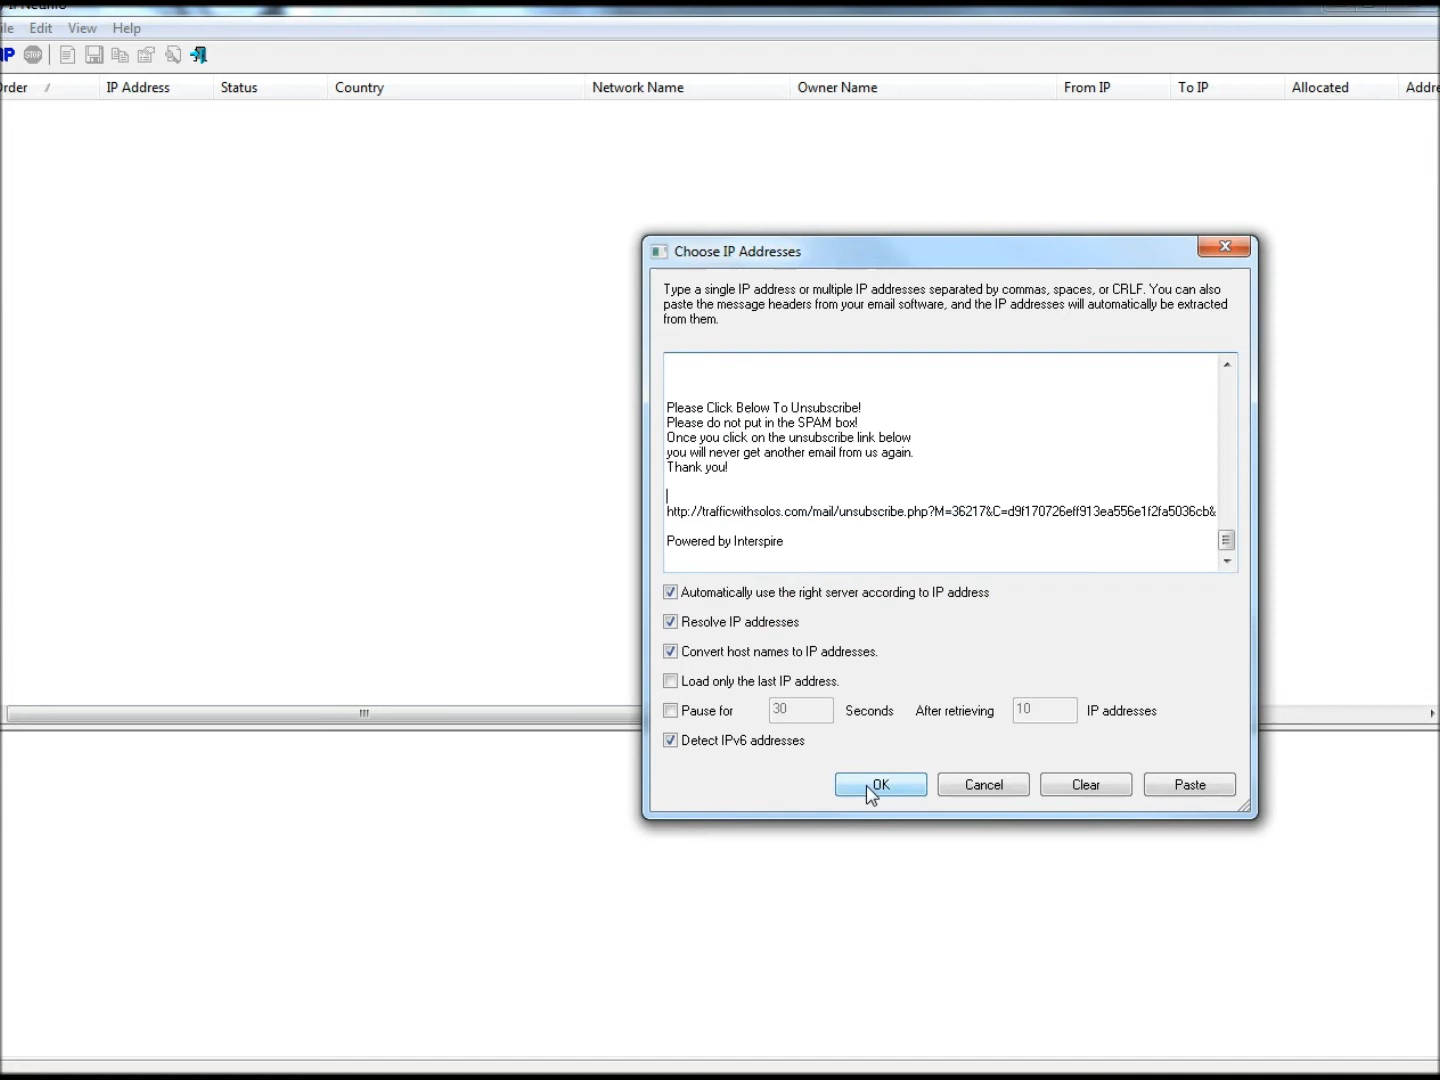 Edit View Help
IP STOP
Order / IP Address Status Country Network Name Owner Name From IP To IP Allocated Addre
Choose IP Addresses
Type a single IP address or multiple IP addresses separated by commas, spaces, or CRLF. You can also
paste the message headers from your email software, and the IP addresses will automatically be extracted
from them.
Please Click Below To Unsubscribe!
Please do not put in the SPAM box!
Once you click on the unsubscribe link below
you will never get another email from us again.
Thank you!
http://trafficwithsolos.com/mail/unsubscribe.php?M=36217&C=d9f170726eff913ea556e1f2fa5036cb&
Powered by Interspire
Automatically use the right server according to IP address
Resolve IP addresses
Convert host names to IP addresses.
Load only the last IP address.
Pause for 30 Seconds After retrieving 10 IP addresses
Detect IPv6 addresses
OK Cancel Clear Paste